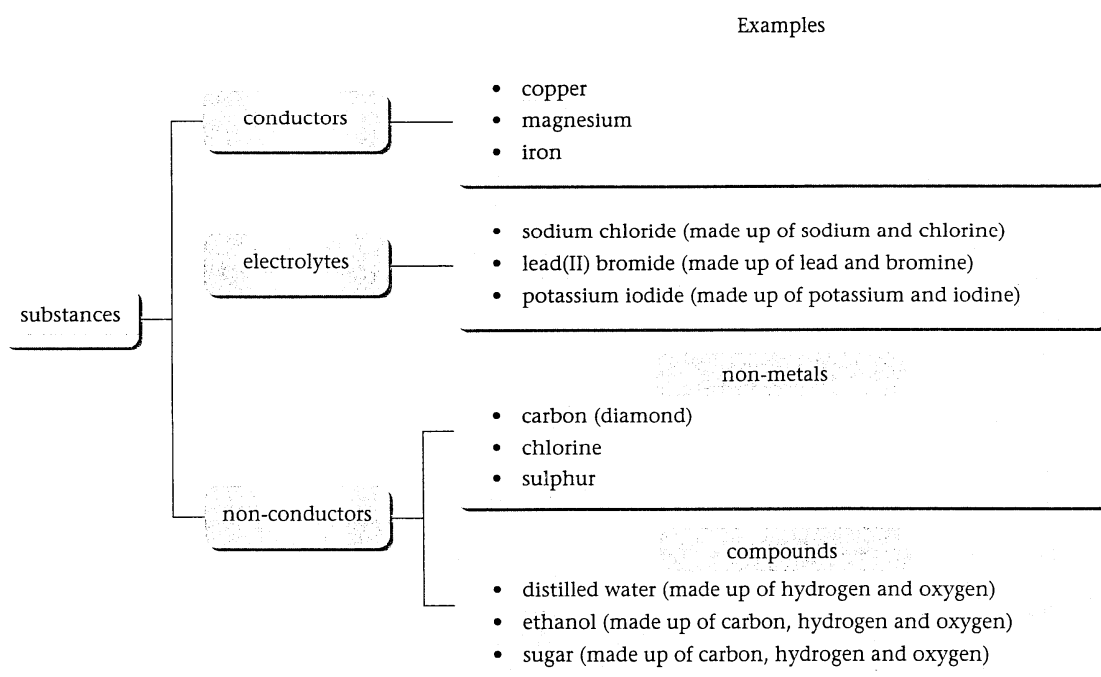 Examples
conductors
• copper
• magnesium
• iron
electrolytes
• sodium chloride (made up of sodium and chlorine)
• lead(II) bromide (made up of lead and bromine)
• potassium iodide (made up of potassium and iodine)
substances
non-metals
• carbon (diamond)
• chlorine
• sulphur
non-conductors
compounds
• distilled water (made up of hydrogen and oxygen)
• ethanol (made up of carbon, hydrogen and oxygen)
• sugar (made up of carbon, hydrogen and oxygen)